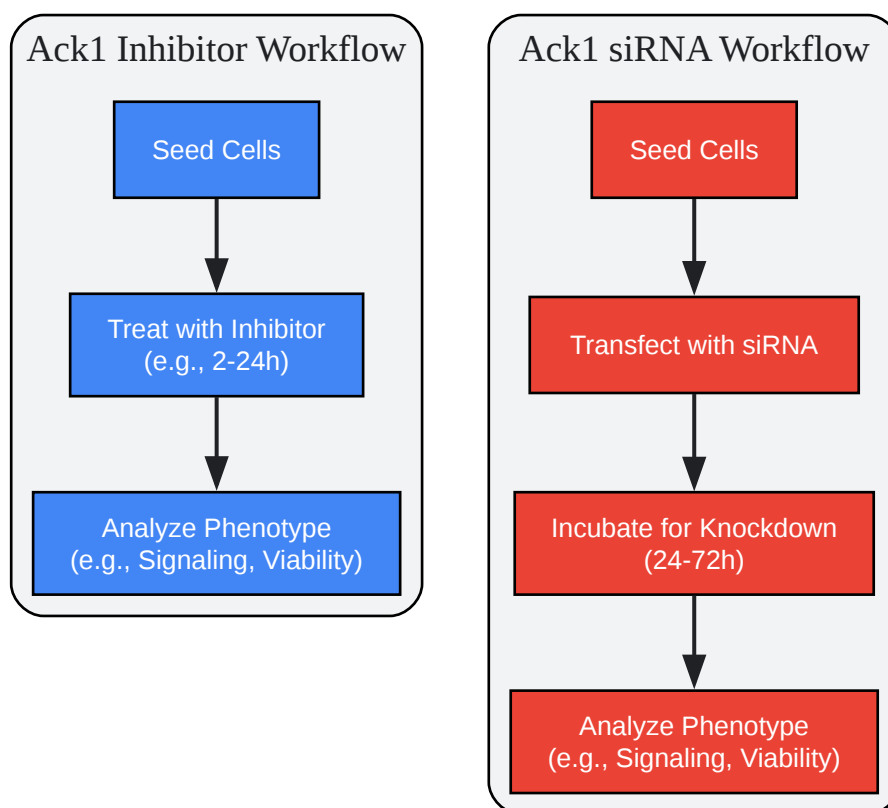 Ack1 Inhibitor Workflow
Seed Cells
Treat with Inhibitor
(e.g., 2-24h)
Analyze Phenotype
(e.g., Signaling, Viability)
Ack1 siRNA Workflow
Seed Cells
Transfect with siRNA
Incubate for Knockdown
(24-72h)
Analyze Phenotype
(e.g., Signaling, Viability)